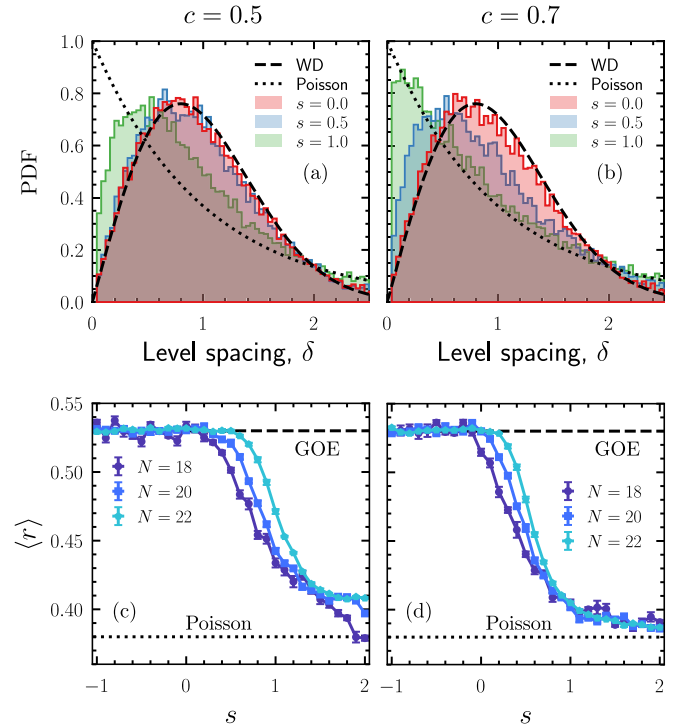 c = 0.5
c = 0.7
PDF
1.0
0.8
0.6
0.4
0.2
0.0
WD
Poisson
s = 0.0
s = 0.5
s = 1.0
(a)
WD
Poisson
s = 0.0
s = 0.5
s = 1.0
(b)
0 1 2
0 1 2
Level spacing, δ
Level spacing, δ
⟨r⟩
0.55
0.50
0.45
0.40
GOE
N = 18
N = 20
N = 22
(c)
Poisson
GOE
N = 18
N = 20
N = 22
(d)
Poisson
−1 0 1 2
−1 0 1 2
s
s